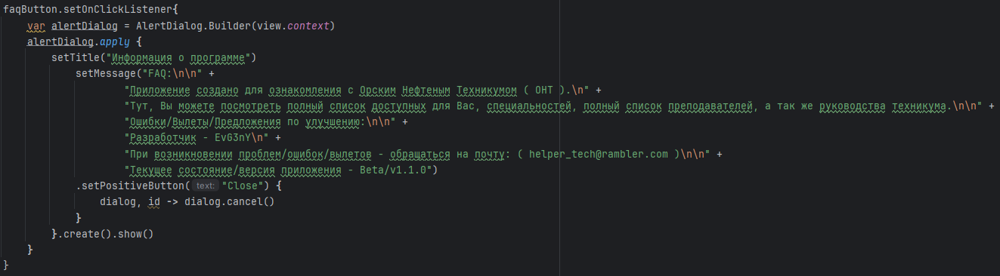 faqButton.setOnClickListener{
    var alertDialog = AlertDialog.Builder(view.context)
    alertDialog.apply {
        setTitle("Информация о программе")
            setMessage("FAQ:\n\n" +
                    "Приложение создано для ознакомления с Орским Нефтеным Техникумом ( ОНТ ).\n" +
                    "Тут, Вы можете посмотреть полный список доступных для Вас, специальностей, полный список преподавателей, а так же руководства техникума.\n\n" +
                    "Ошибки/Вылеты/Предложения по улучшению:\n\n" +
                    "Разработчик - EvG3nY\n" +
                    "При возникновении проблем/ошибок/вылетов - обращаться на почту: ( helper_tech@rambler.com )\n\n" +
                    "Текущее состояние/версия приложения - Beta/v1.1.0")
            .setPositiveButton( text: "Close") {
                dialog, id -> dialog.cancel()
            }
        }.create().show()
    }
}